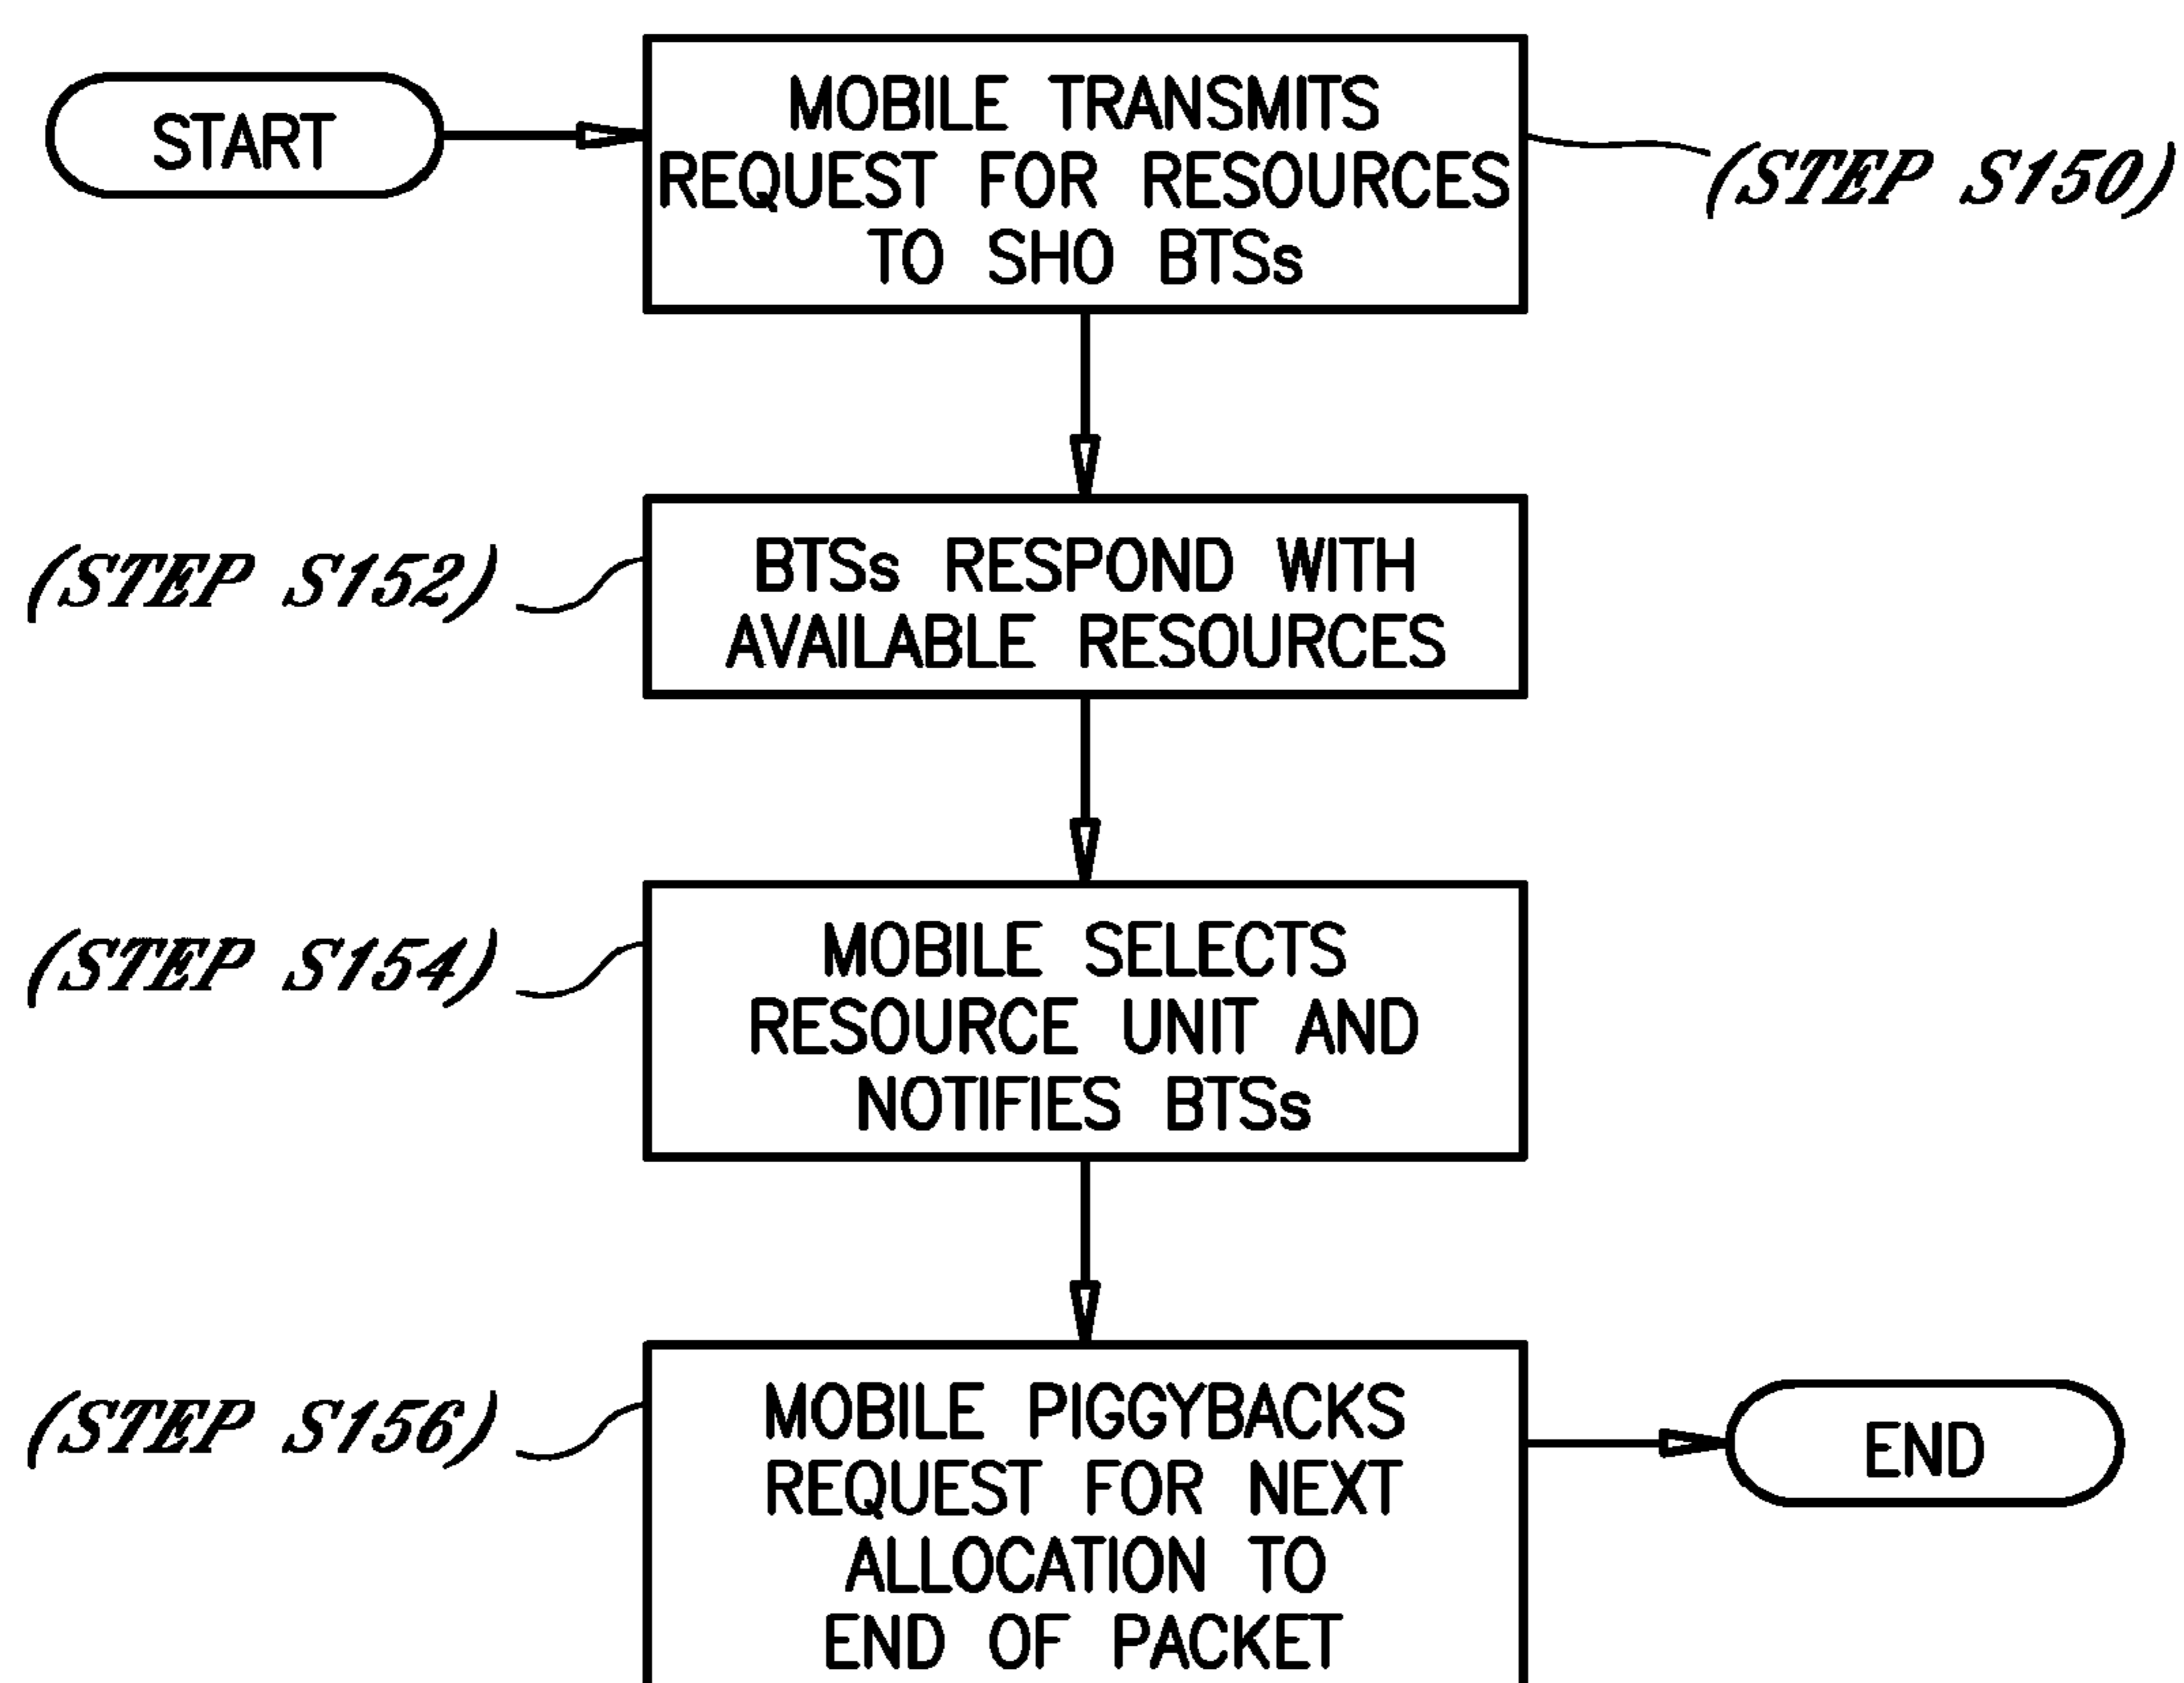 START
MOBILE TRANSMITS
REQUEST FOR RESOURCES
TO SHO BTSs
(STEP S150)
(STEP S152)
BTSs RESPOND WITH
AVAILABLE RESOURCES
(STEP S154)
MOBILE SELECTS
RESOURCE UNIT AND
NOTIFIES BTSs
(STEP S156)
MOBILE PIGGYBACKS
REQUEST FOR NEXT
ALLOCATION TO
END OF PACKET
END